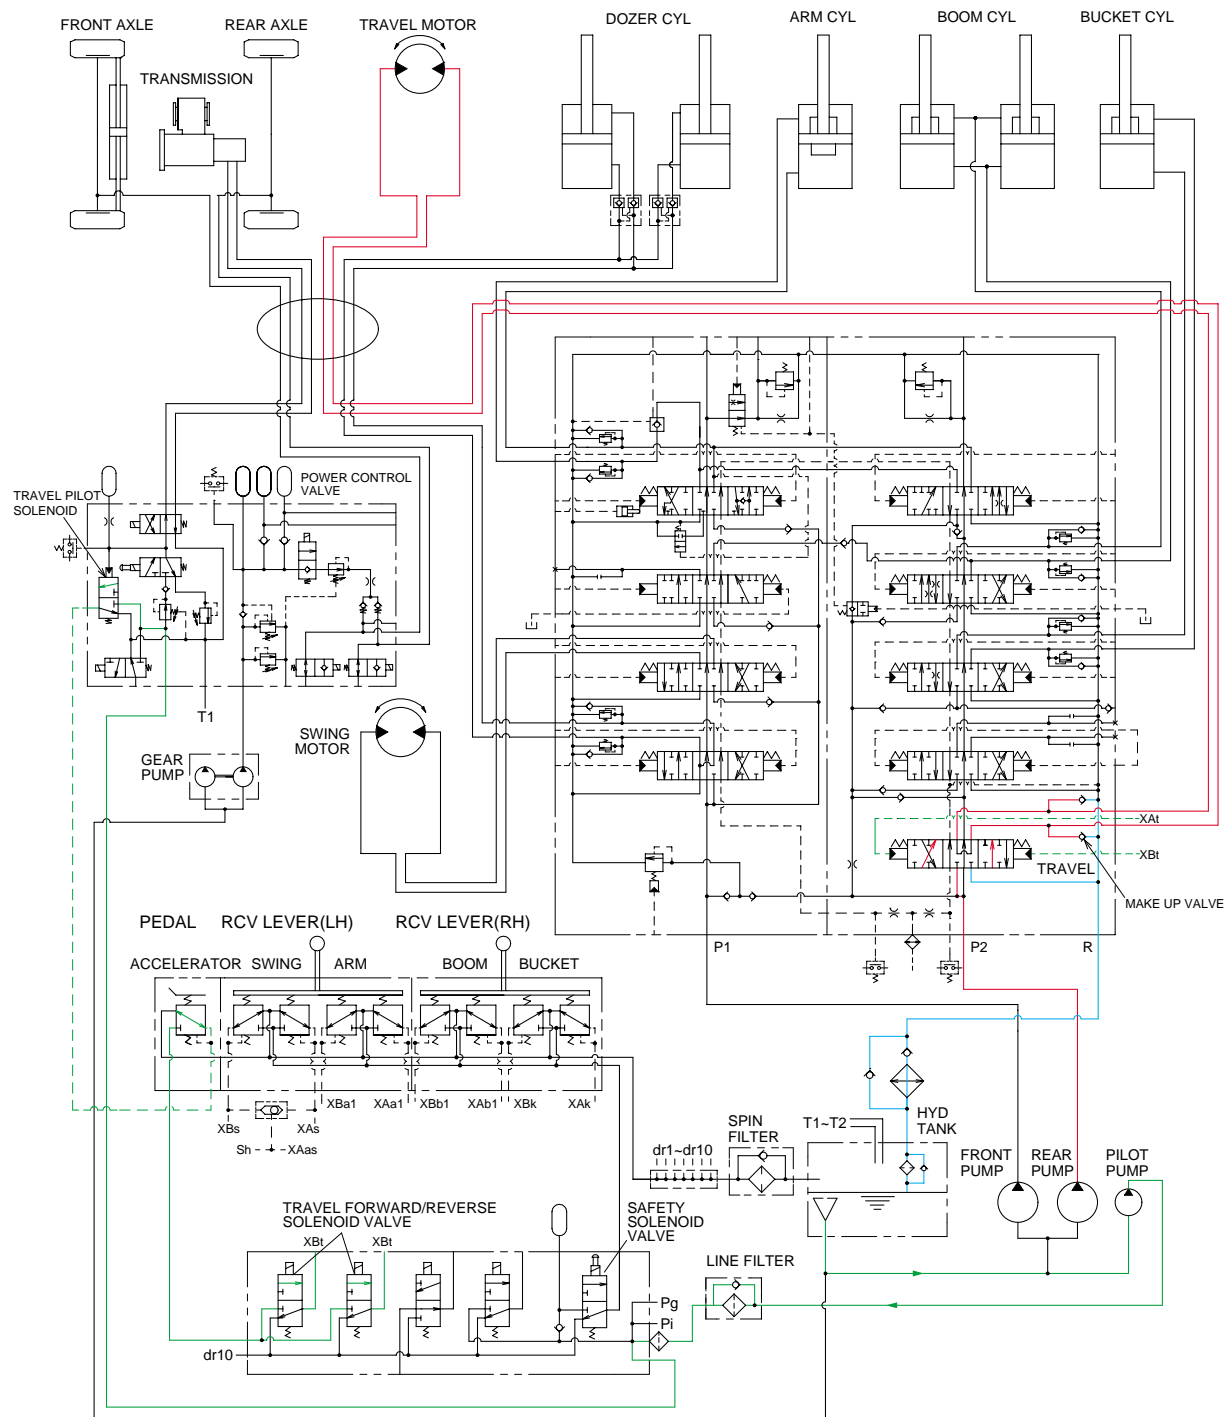 FRONT AXLE
REAR AXLE
TRAVEL MOTOR
DOZER CYL
ARM CYL
BOOM CYL
BUCKET CYL
TRANSMISSION
POWER CONTROL
VALVE
TRAVEL PILOT
SOLENOID
T1
GEAR
PUMP
SWING
MOTOR
XAt
XBt
TRAVEL
MAKE UP VALVE
P1
P2
R
PEDAL
RCV LEVER(LH)
RCV LEVER(RH)
ACCELERATOR
SWING
ARM
BOOM
BUCKET
XBa1
XAa1
XBb1
XAb1
XBk
XAk
XBs
XAs
Sh
XAas
SPIN
FILTER
T1~T2
HYD
TANK
dr1~dr10
FRONT
PUMP
REAR
PUMP
PILOT
PUMP
TRAVEL FORWARD/REVERSE
SOLENOID VALVE
XBt
XBt
SAFETY
SOLENOID
VALVE
LINE FILTER
Pg
Pi
dr10